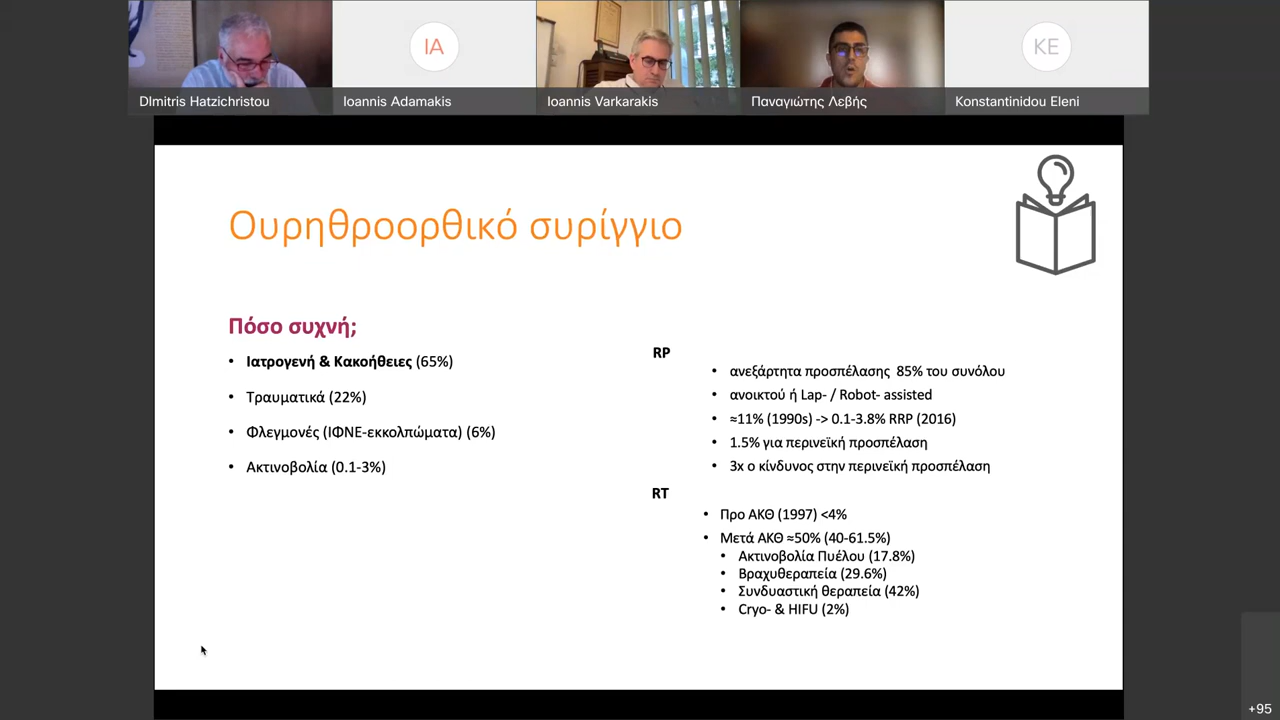 DImitris Hatzichristou
IA
Ioannis Adamakis
Ioannis Varkarakis
Παναγιώτης Λεβής
KE
Konstantinidou Eleni
Ουρηθροορθικό συρίγγιο
Πόσο συχνή;
• Ιατρογενή & Κακοήθειες (65%)
• Τραυματικά (22%)
• Φλεγμονές (ΙΦΝΕ-εκκολπώματα) (6%)
• Ακτινοβολία (0.1-3%)
RP
• ανεξάρτητα προσπέλασης 85% του συνόλου
• ανοικτού ή Lap- / Robot- assisted
• ≈11% (1990s) -> 0.1-3.8% RRP (2016)
• 1.5% για περινεϊκή προσπέλαση
• 3x ο κίνδυνος στην περινεϊκή προσπέλαση
RT
• Προ ΑΚΘ (1997) <4%
• Μετά ΑΚΘ ≈50% (40-61.5%)
• Ακτινοβολία Πυέλου (17.8%)
• Βραχυθεραπεία (29.6%)
• Συνδυαστική θεραπεία (42%)
• Cryo- & HIFU (2%)
+95